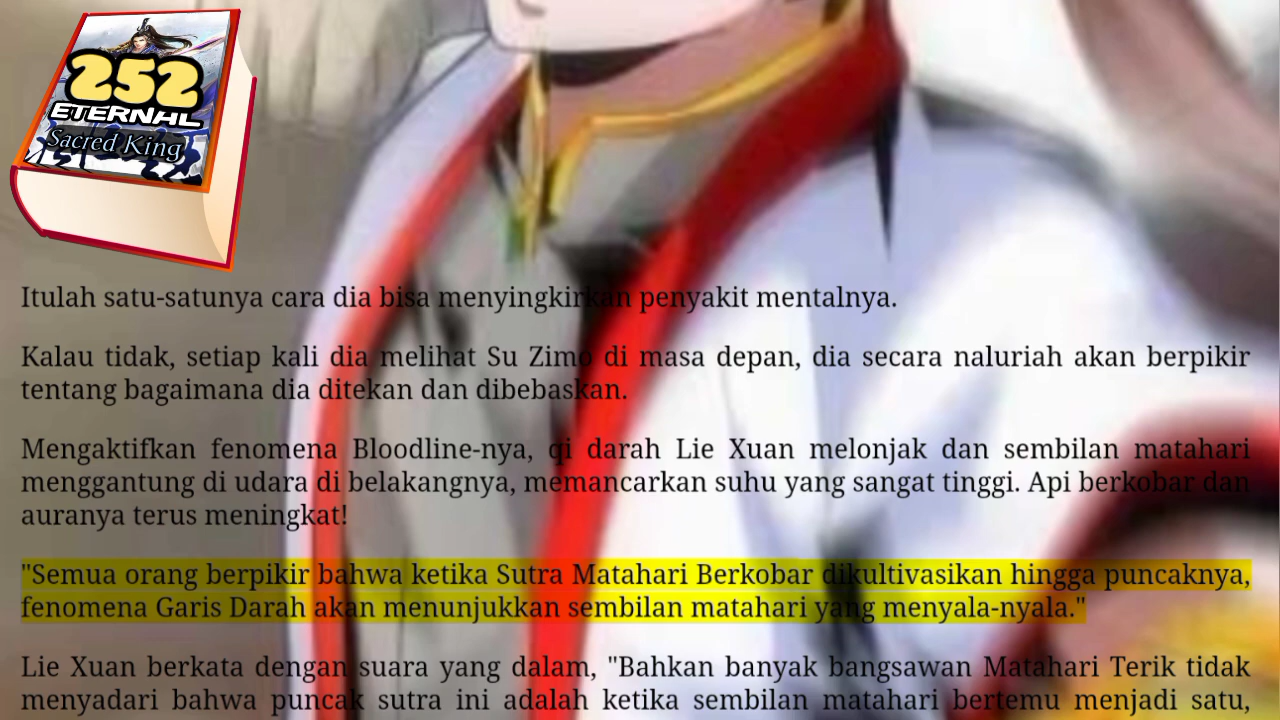 252
ETERNAL
Sacred King
Itulah satu-satunya cara dia bisa menyingkirkan penyakit mentalnya.
Kalau tidak, setiap kali dia melihat Su Zimo di masa depan, dia secara naluriah akan berpikir
tentang bagaimana dia ditekan dan dibebaskan.
Mengaktifkan fenomena Bloodline-nya, qi darah Lie Xuan melonjak dan sembilan matahari
menggantung di udara di belakangnya, memancarkan suhu yang sangat tinggi. Api berkobar dan
auranya terus meningkat!
"Semua orang berpikir bahwa ketika Sutra Matahari Berkobar dikultivasikan hingga puncaknya,
fenomena Garis Darah akan menunjukkan sembilan matahari yang menyala-nyala."
Lie Xuan berkata dengan suara yang dalam, "Bahkan banyak bangsawan Matahari Terik tidak
menyadari bahwa puncak sutra ini adalah ketika sembilan matahari bertemu menjadi satu,